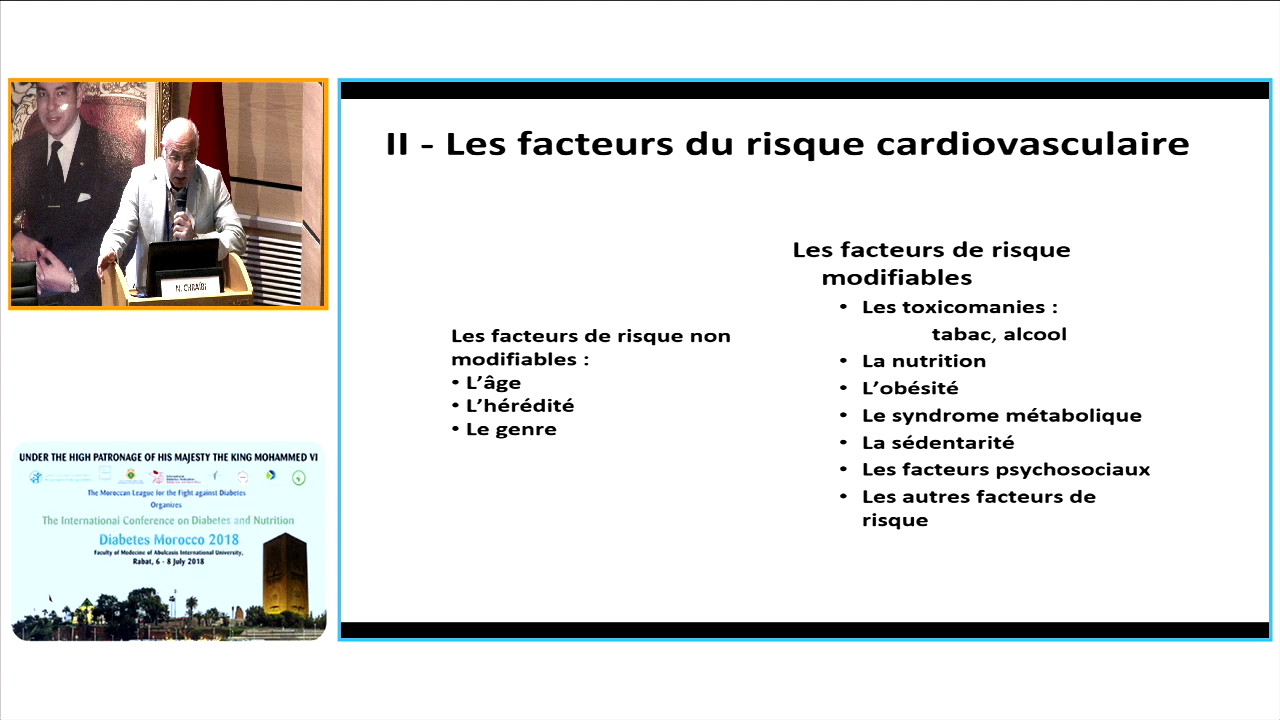 N. CHRAÏBI
UNDER THE HIGH PATRONAGE OF HIS MAJESTY THE KING MOHAMMED VI
The Moroccan League for the Fight against Diabetes
Organizes
The International Conference on Diabetes and Nutrition
Diabetes Morocco 2018
Faculty of Medecine of Abulcasis International University,
Rabat, 6 - 8 July 2018
II - Les facteurs du risque cardiovasculaire
Les facteurs de risque non
modifiables :
• L’âge
• L’hérédité
• Le genre
Les facteurs de risque
modifiables
• Les toxicomanies :
tabac, alcool
• La nutrition
• L’obésité
• Le syndrome métabolique
• La sédentarité
• Les facteurs psychosociaux
• Les autres facteurs de
risque